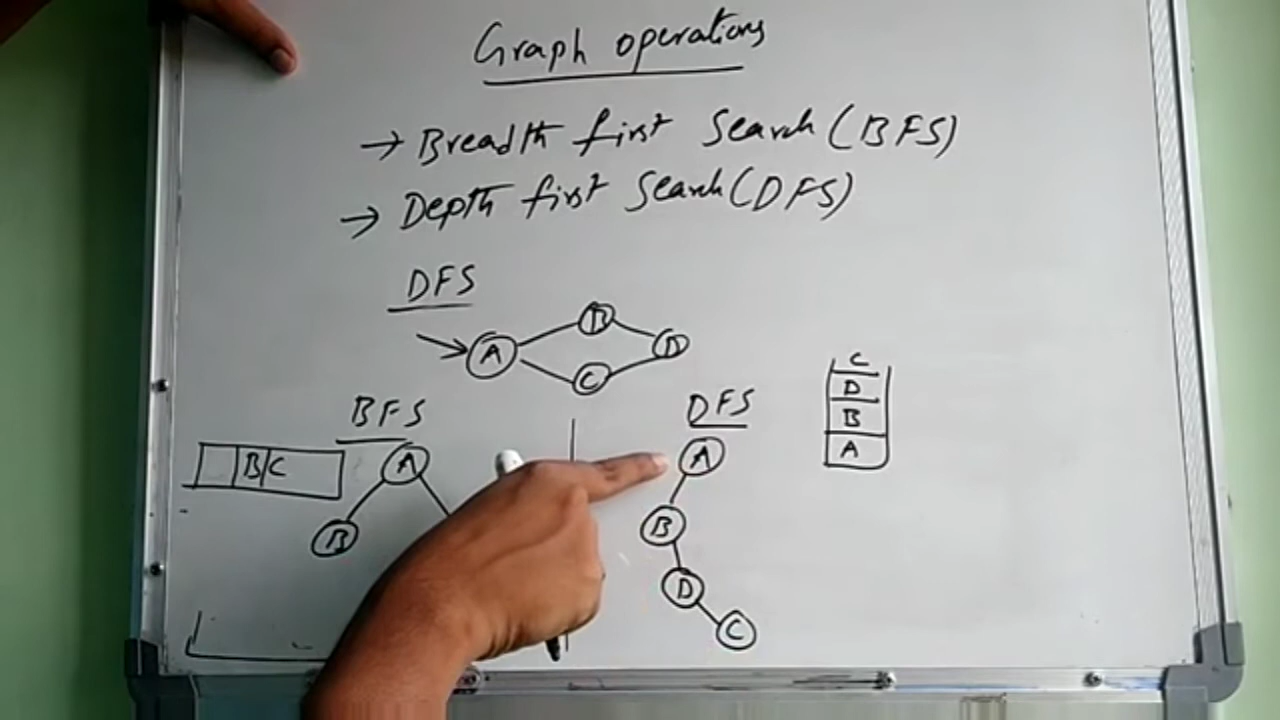 Graph operations
→ Breadth first Search (BFS)
→ Depth first Search (DFS)
DFS
A B C D
BFS
B C
A
B
DFS
A
B
D
C
C
D
B
A